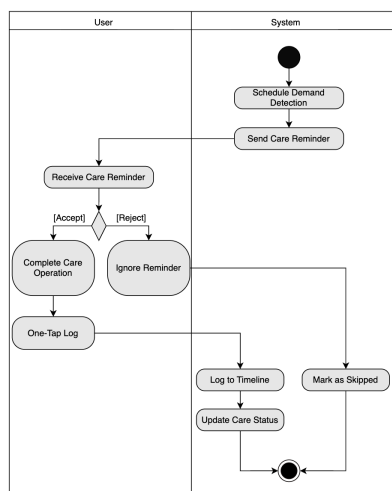 User
System
Schedule Demand
Detection
Send Care Reminder
Receive Care Reminder
[Accept]
[Reject]
Complete Care
Operation
Ignore Reminder
One-Tap Log
Log to Timeline
Mark as Skipped
Update Care Status